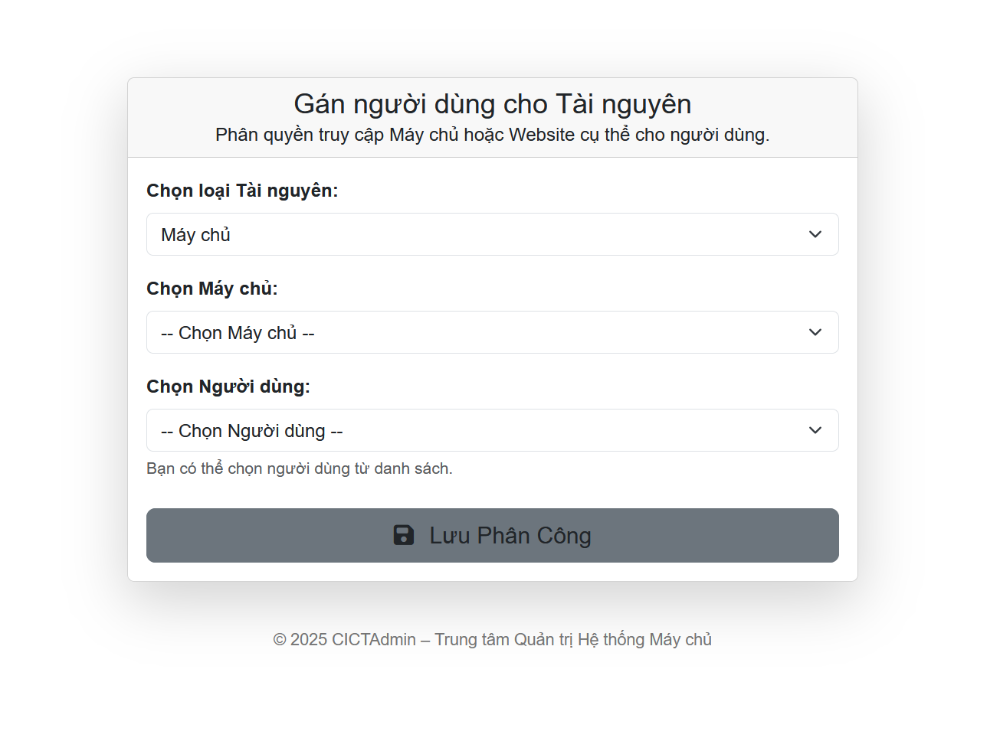 Gán người dùng cho Tài nguyên
Phân quyền truy cập Máy chủ hoặc Website cụ thể cho người dùng.
Chọn loại Tài nguyên:
Máy chủ
Chọn Máy chủ:
-- Chọn Máy chủ --
Chọn Người dùng:
-- Chọn Người dùng --
Bạn có thể chọn người dùng từ danh sách.
Lưu Phân Công
© 2025 CICTAdmin – Trung tâm Quản trị Hệ thống Máy chủ